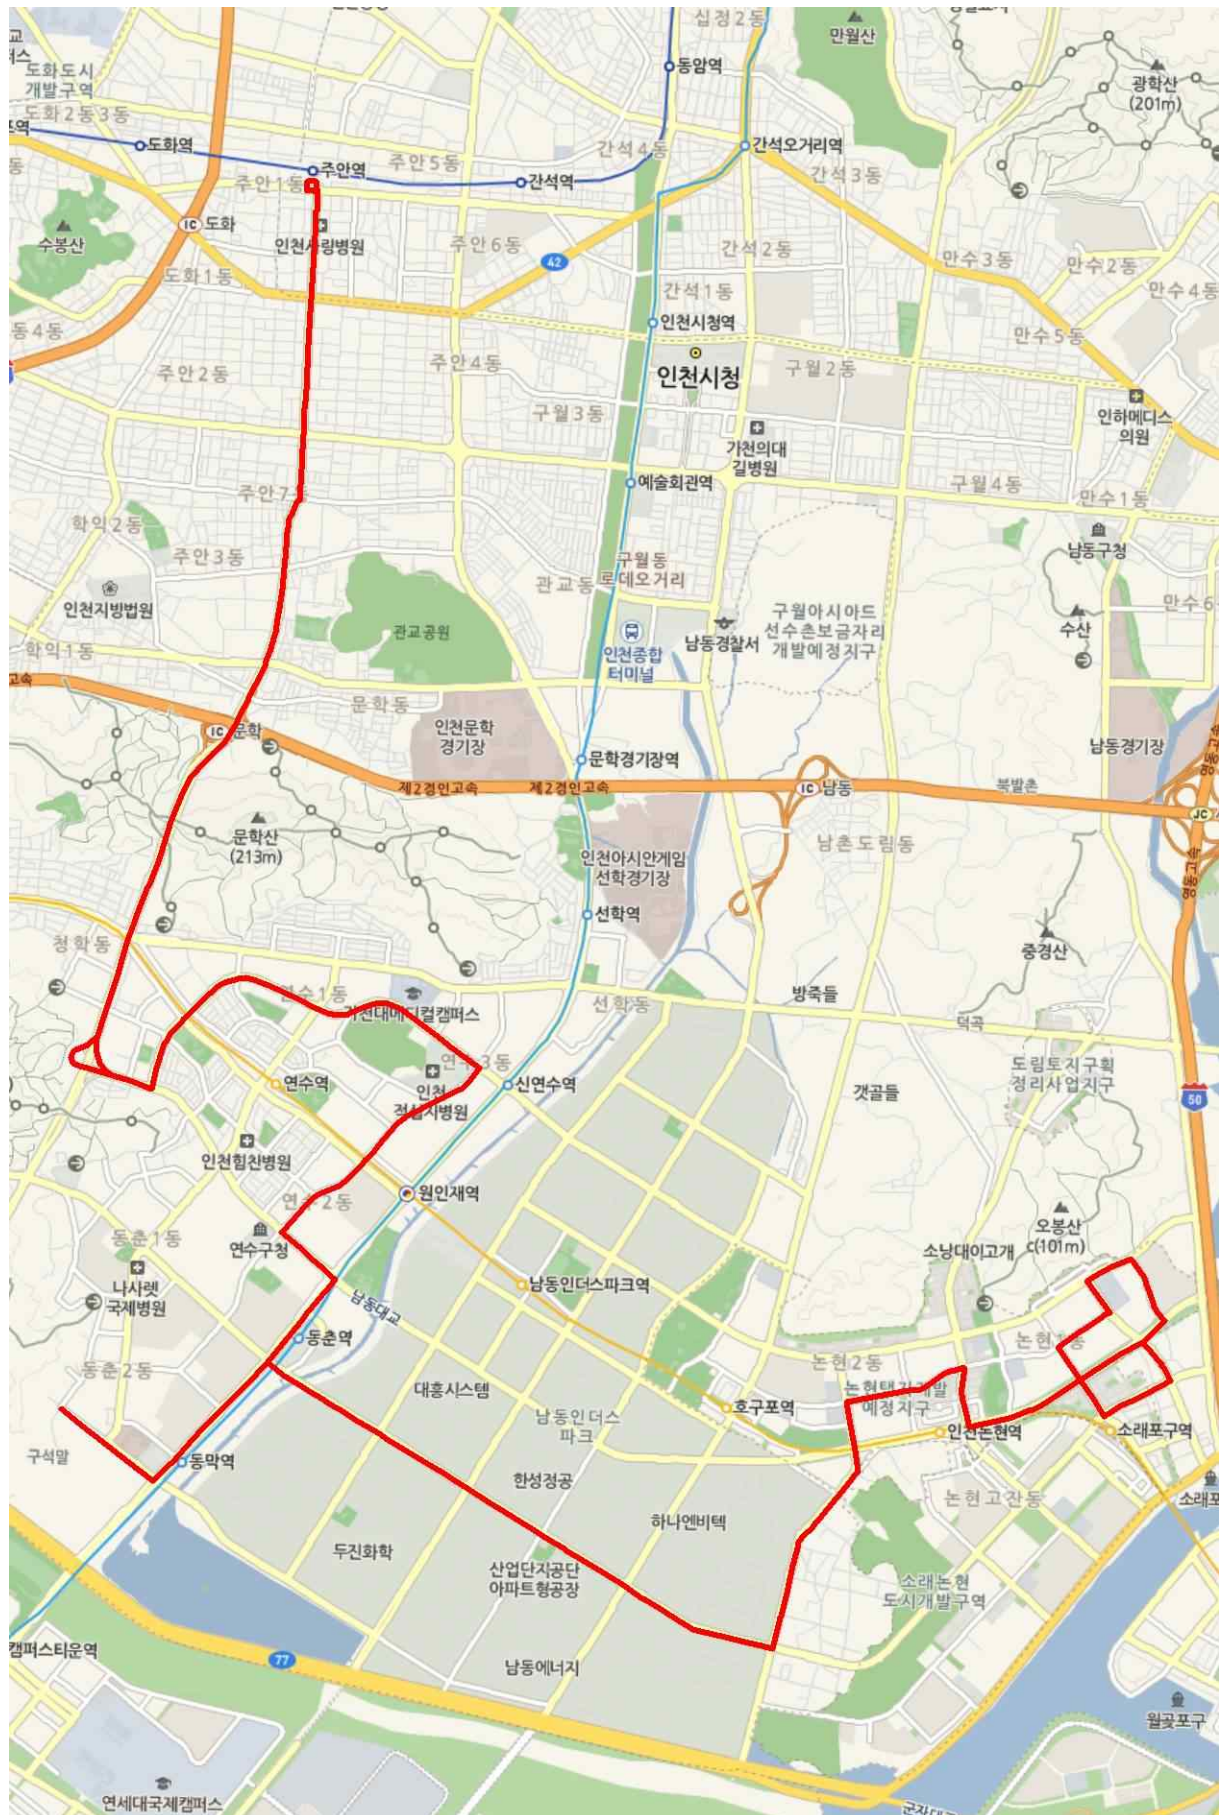 십정2동
만월산
동암역
도화도시
개발구역
광학산
(201m)
도화2동3동
도화역
간석4동
간석오거리역
주안5동
주안역
주안1동
간석역
간석3동
IC 도화
수봉산
인천사랑병원
주안6동
42
간석2동
만수3동
만수2동
도화1동
간석1동
만수4동
인천시청역
동4동
만수5동
주안4동
주안2동
인천시청
구월2동
구월3동
인하메디스
의원
가천의대
길병원
예술회관역
주안7동
구월4동
만수1동
학익2동
남동구청
주안3동
구월동
로데오거리
관교동
인천지방법원
만수6
구월아시아드
선수촌보금자리
개발예정지구
관교공원
수산
남동경찰서
학익1동
인천종합
터미널
고속
문학동
IC 문학
인천문학
경기장
남동경기장
문학경기장역
제2경인고속
제2경인고속
IC 남동
북발촌
JC
영동고속
영동고속
문학산
(213m)
남촌도림동
인천아시안게임
선학경기장
선학역
청학동
중경산
연수1동
방죽들
선학동
가천대메디컬캠퍼스
덕곡
연수3동
도림토지구획
정리사업지구
연수역
신연수역
인천
적십자병원
갯골들
50
인천힘찬병원
원인재역
연수2동
오봉산
(101m)
동춘1동
연수구청
소낭대이고개
나사렛
국제병원
남동인더스파크역
남동대교
동춘역
논현1동
동춘2동
논현2동
대흥시스템
논현택지개발
예정지구
남동인더스
파크
호구포역
인천논현역
소래포구역
구석말
동막역
한성정공
논현고잔동
소래포
하나엔비텍
두진화학
산업단지공단
아파트형공장
소래논현
도시개발구역
캠퍼스타운역
77
남동에너지
월곶포구
연세대국제캠퍼스